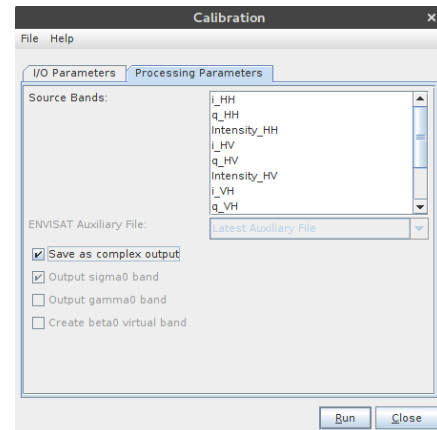 Calibration ×
File Help
I/O Parameters Processing Parameters
Source Bands:
i_HH
q_HH
Intensity_HH
i_HV
q_HV
Intensity_HV
i_VH
q_VH
ENVISAT Auxiliary File: Latest Auxiliary File
Save as complex output
Output sigma0 band
Output gamma0 band
Create beta0 virtual band
Run Close